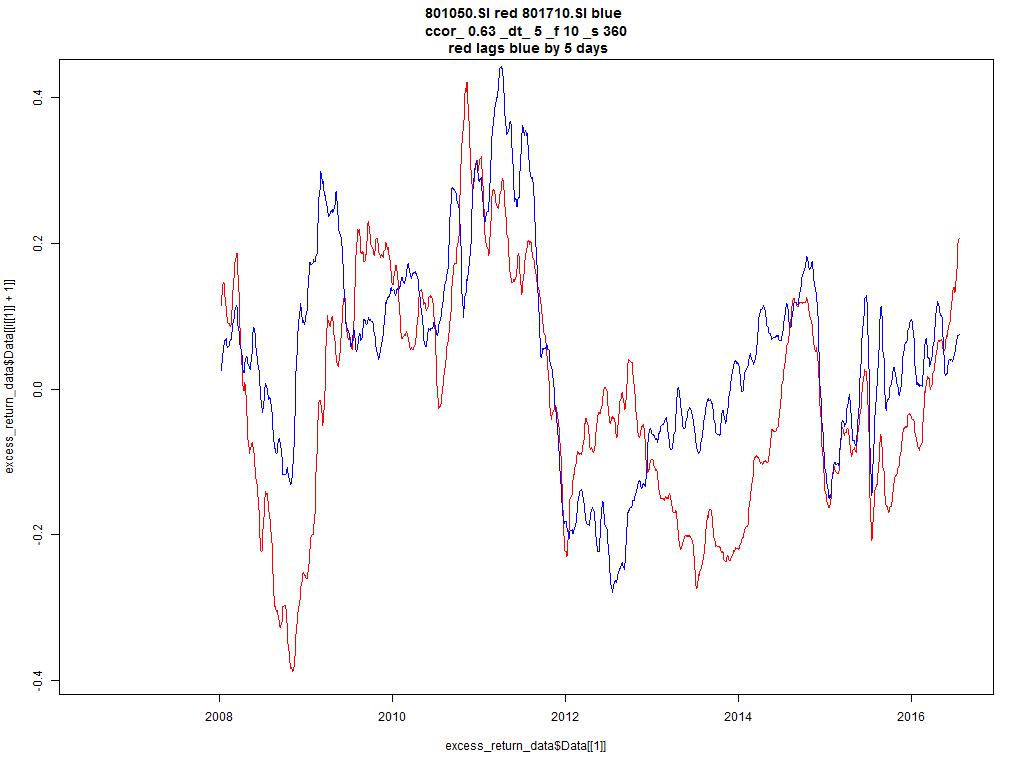 801050.SI red 801710.SI blue
ccor_ 0.63 _dt_ 5 _f 10 _s 360
red lags blue by 5 days
0.4
0.2
0.0
-0.2
-0.4
excess_return_data$Data[[i[[1]] + 1]]
2008 2010 2012 2014 2016
excess_return_data$Data[[1]]